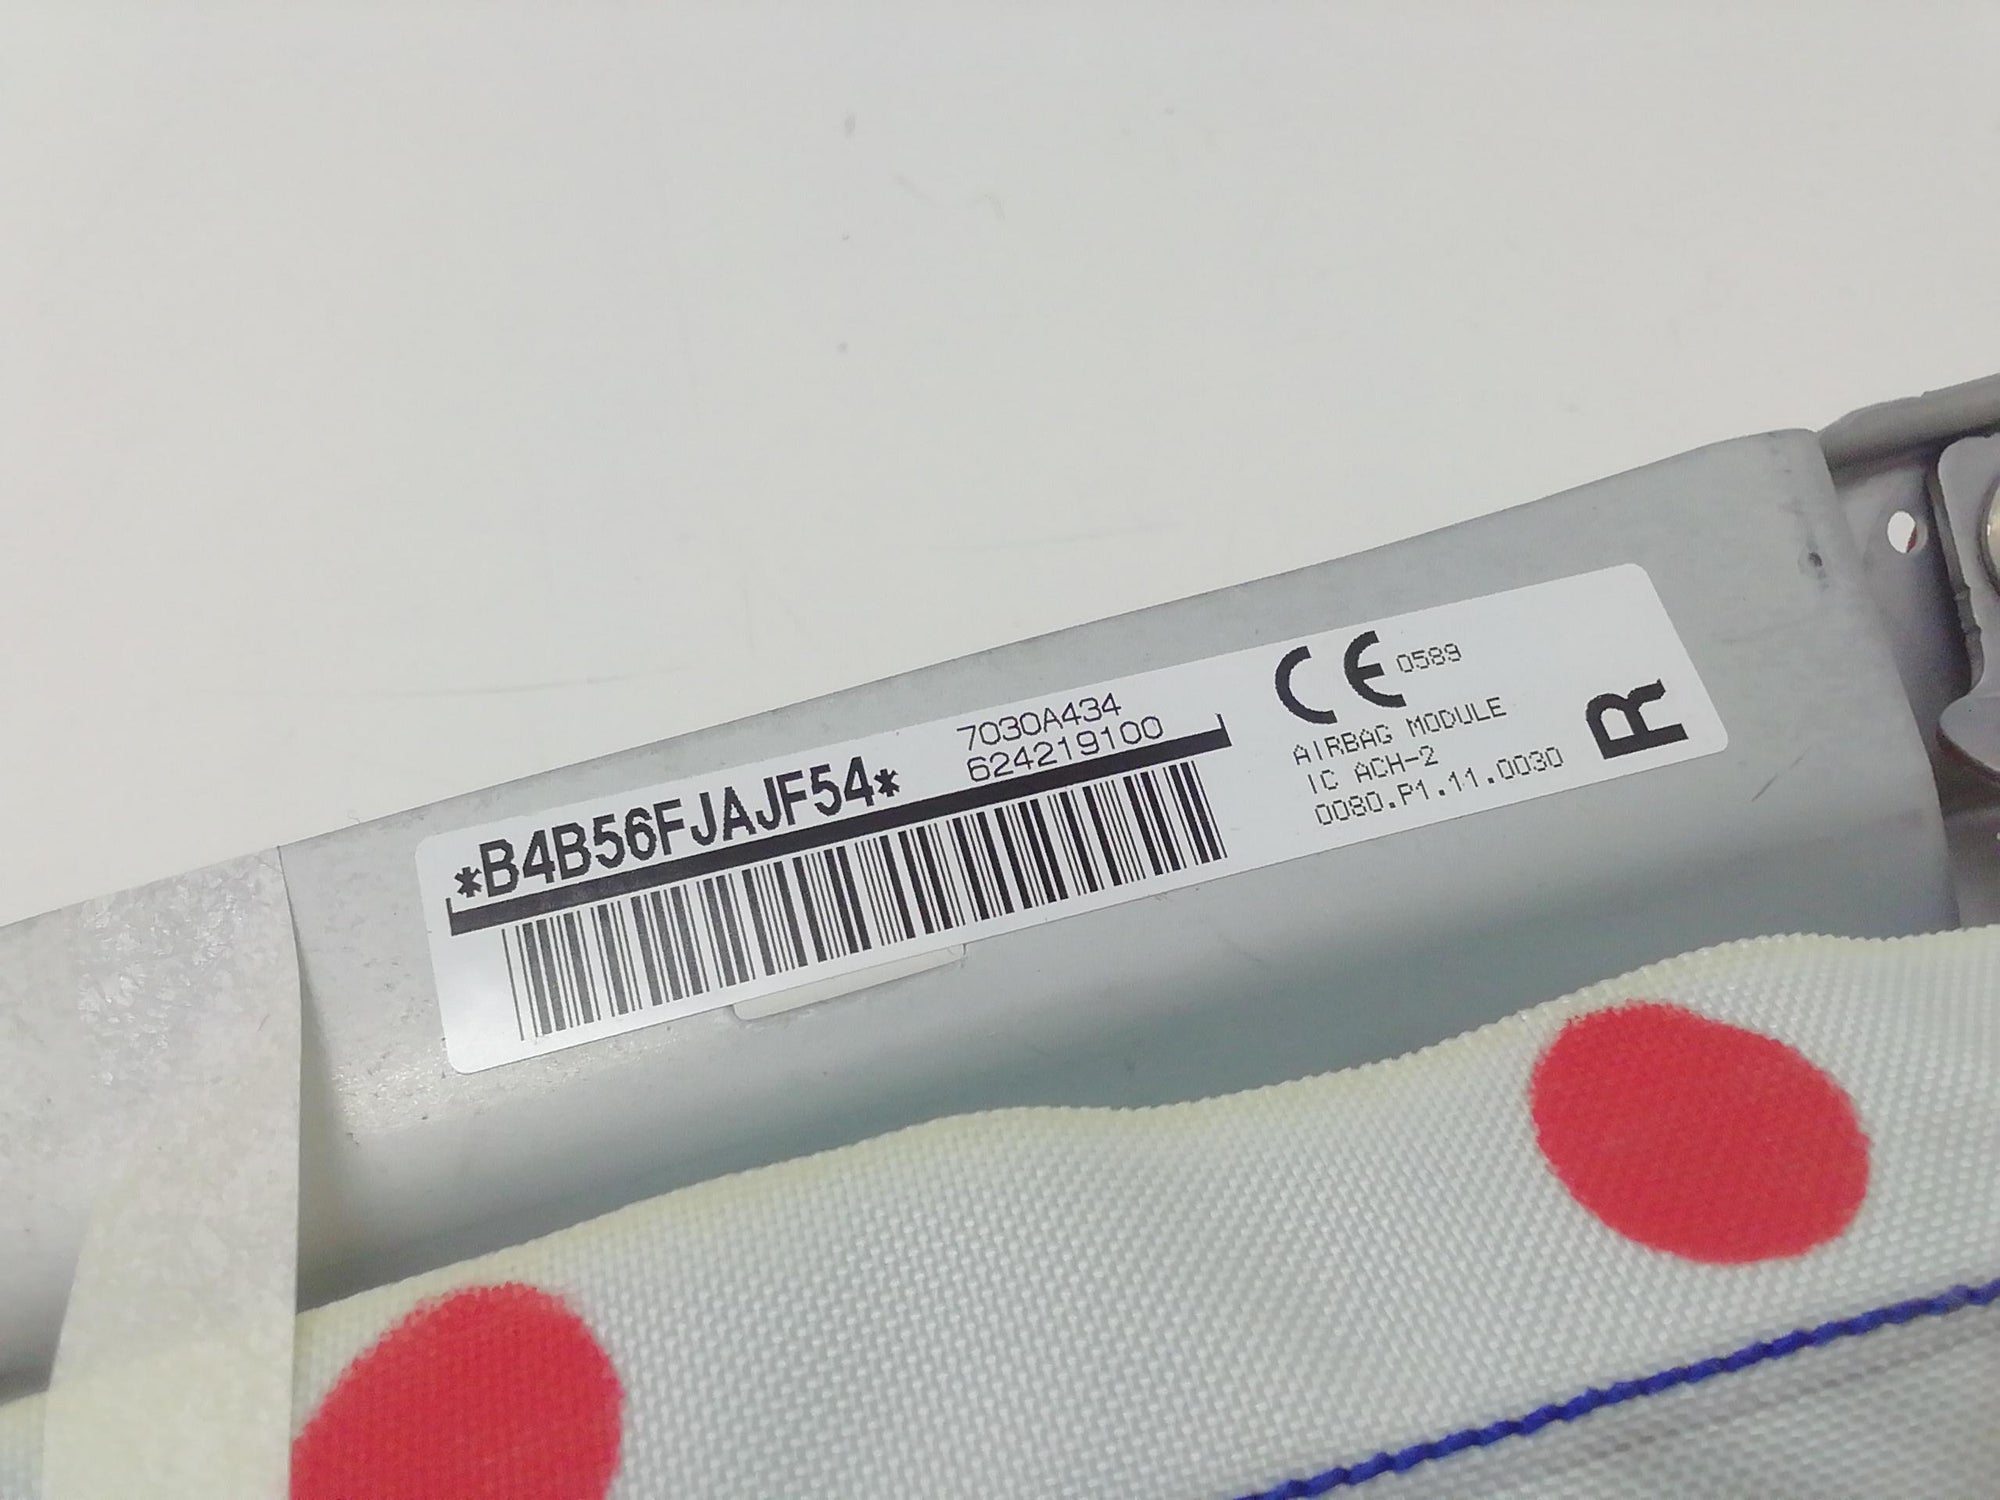 *B4B56FJAJF54*
7030A434
624219100
CE 0589
AIRBAG MODULE
IC ACH-2
0080.P1.11.0030
R